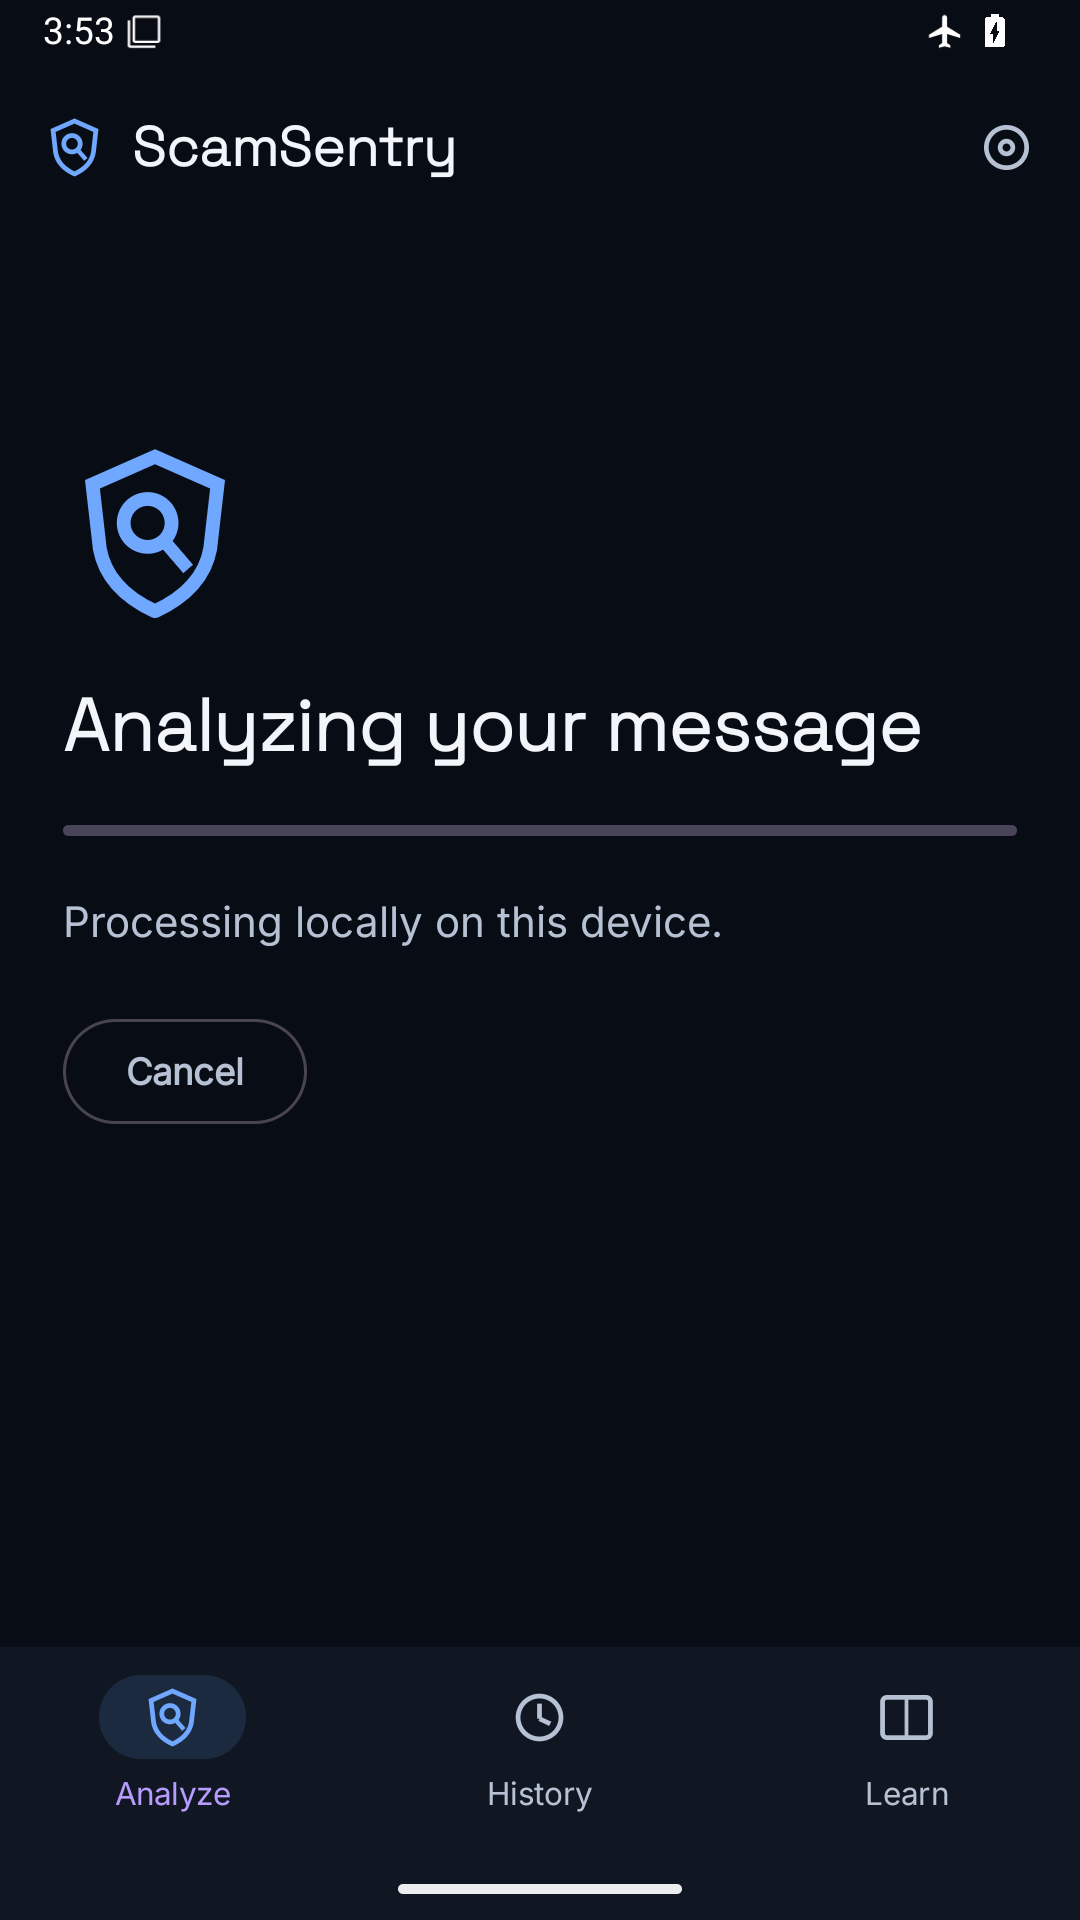 3:53
ScamSentry
Analyzing your message
Processing locally on this device.
Cancel
Analyze
History
Learn